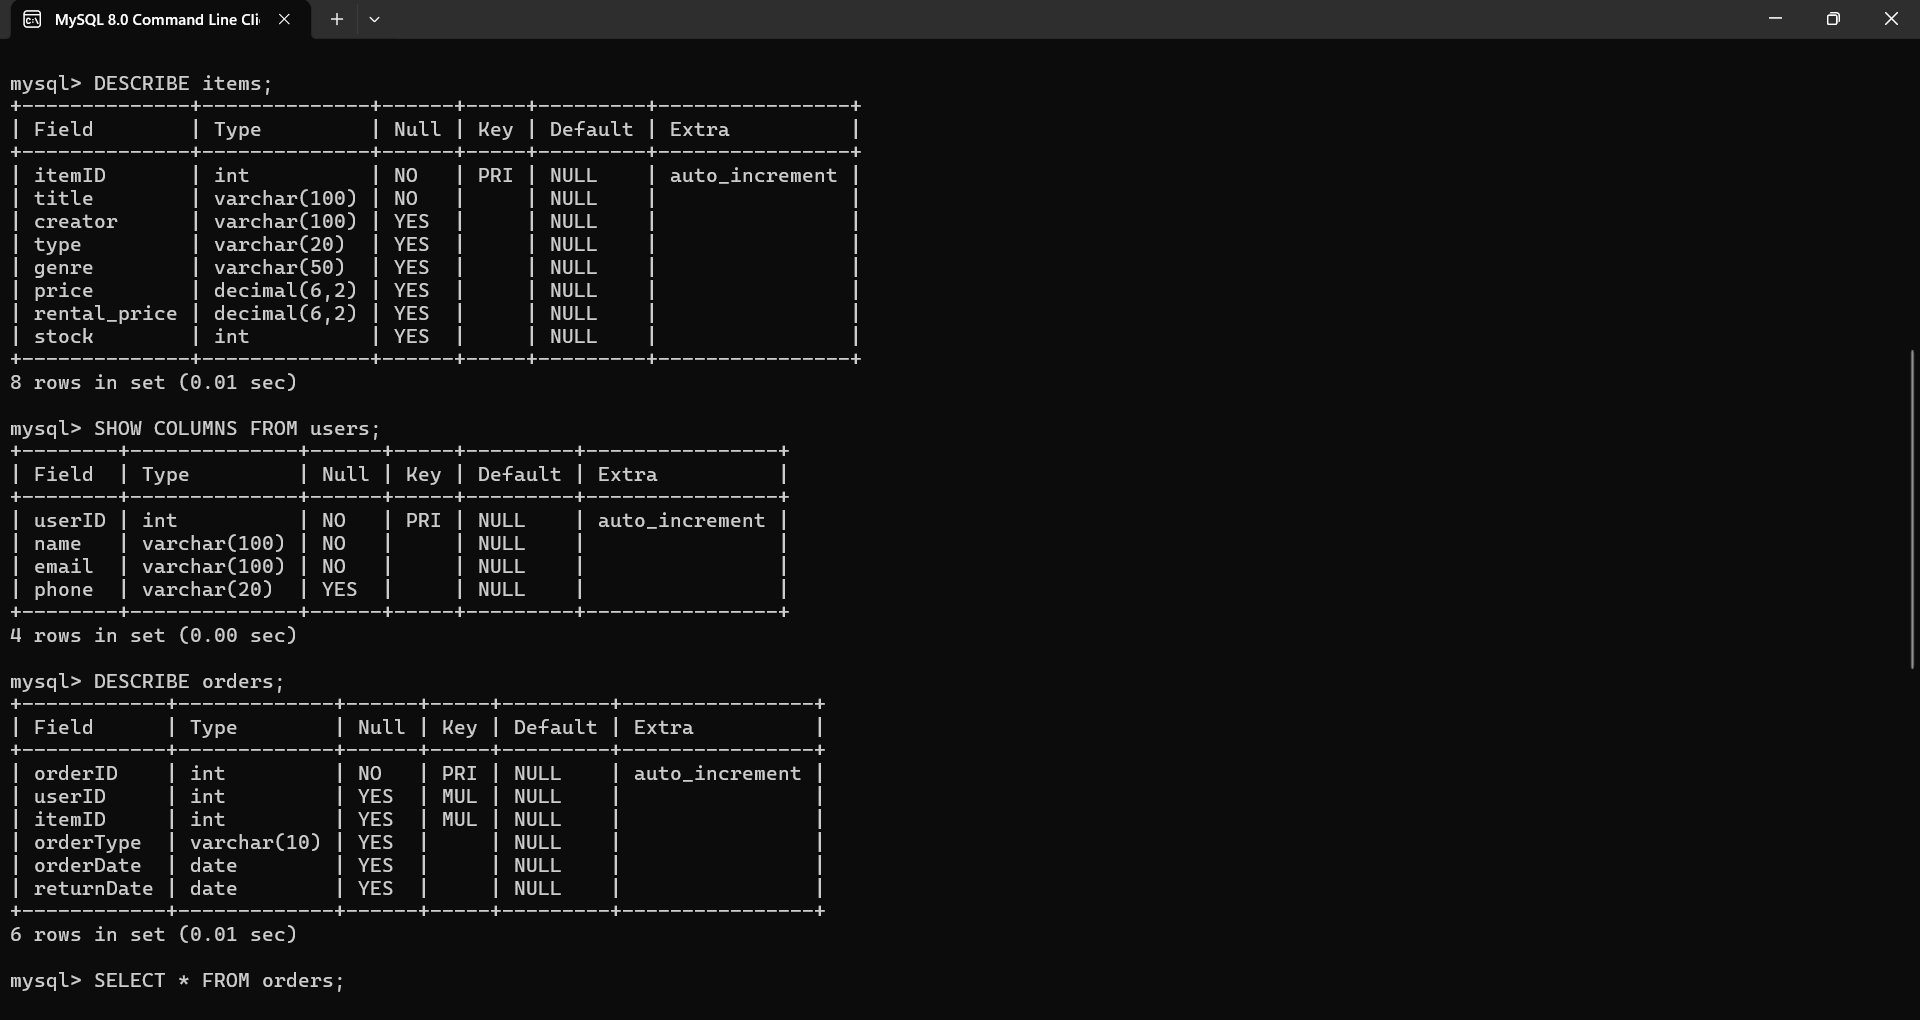 MySQL 8.0 Command Line Cli
mysql> DESCRIBE items;
+--------------+--------------+------+-----+---------+----------------+
| Field        | Type         | Null | Key | Default | Extra          |
+--------------+--------------+------+-----+---------+----------------+
| itemID       | int          | NO   | PRI | NULL    | auto_increment |
| title        | varchar(100) | NO   |     | NULL    |                |
| creator      | varchar(100) | YES  |     | NULL    |                |
| type         | varchar(20)  | YES  |     | NULL    |                |
| genre        | varchar(50)  | YES  |     | NULL    |                |
| price        | decimal(6,2) | YES  |     | NULL    |                |
| rental_price | decimal(6,2) | YES  |     | NULL    |                |
| stock        | int          | YES  |     | NULL    |                |
+--------------+--------------+------+-----+---------+----------------+
8 rows in set (0.01 sec)
mysql> SHOW COLUMNS FROM users;
+--------+--------------+------+-----+---------+----------------+
| Field  | Type         | Null | Key | Default | Extra          |
+--------+--------------+------+-----+---------+----------------+
| userID | int          | NO   | PRI | NULL    | auto_increment |
| name   | varchar(100) | NO   |     | NULL    |                |
| email  | varchar(100) | NO   |     | NULL    |                |
| phone  | varchar(20)  | YES  |     | NULL    |                |
+--------+--------------+------+-----+---------+----------------+
4 rows in set (0.00 sec)
mysql> DESCRIBE orders;
+------------+-------------+------+-----+---------+----------------+
| Field      | Type        | Null | Key | Default | Extra          |
+------------+-------------+------+-----+---------+----------------+
| orderID    | int         | NO   | PRI | NULL    | auto_increment |
| userID     | int         | YES  | MUL | NULL    |                |
| itemID     | int         | YES  | MUL | NULL    |                |
| orderType  | varchar(10) | YES  |     | NULL    |                |
| orderDate  | date        | YES  |     | NULL    |                |
| returnDate | date        | YES  |     | NULL    |                |
+------------+-------------+------+-----+---------+----------------+
6 rows in set (0.01 sec)
mysql> SELECT * FROM orders;